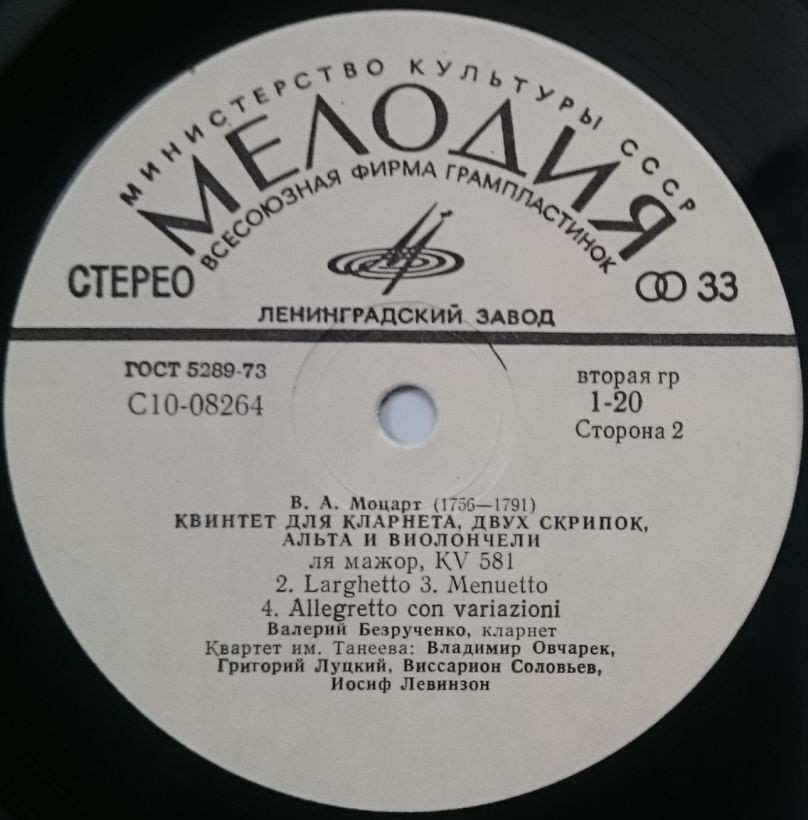 МИНИСТЕРСТВО КУЛЬТУРЫ СССР
МЕЛОДИЯ
ВСЕСОЮЗНАЯ ФИРМА ГРАМПЛАСТИНОК
СТЕРЕО
33
ЛЕНИНГРАДСКИЙ ЗАВОД
ГОСТ 5289-73
С10-08264
вторая гр
1-20
Сторона 2
В. А. Моцарт (1756—1791)
КВИНТЕТ ДЛЯ КЛАРНЕТА, ДВУХ СКРИПОК,
АЛЬТА И ВИОЛОНЧЕЛИ
ля мажор, KV 581
2. Larghetto 3. Menuetto
4. Allegretto con variazioni
Валерий Безрученко, кларнет
Квартет им. Танеева: Владимир Овчарек,
Григорий Луцкий, Виссарион Соловьев,
Иосиф Левинзон